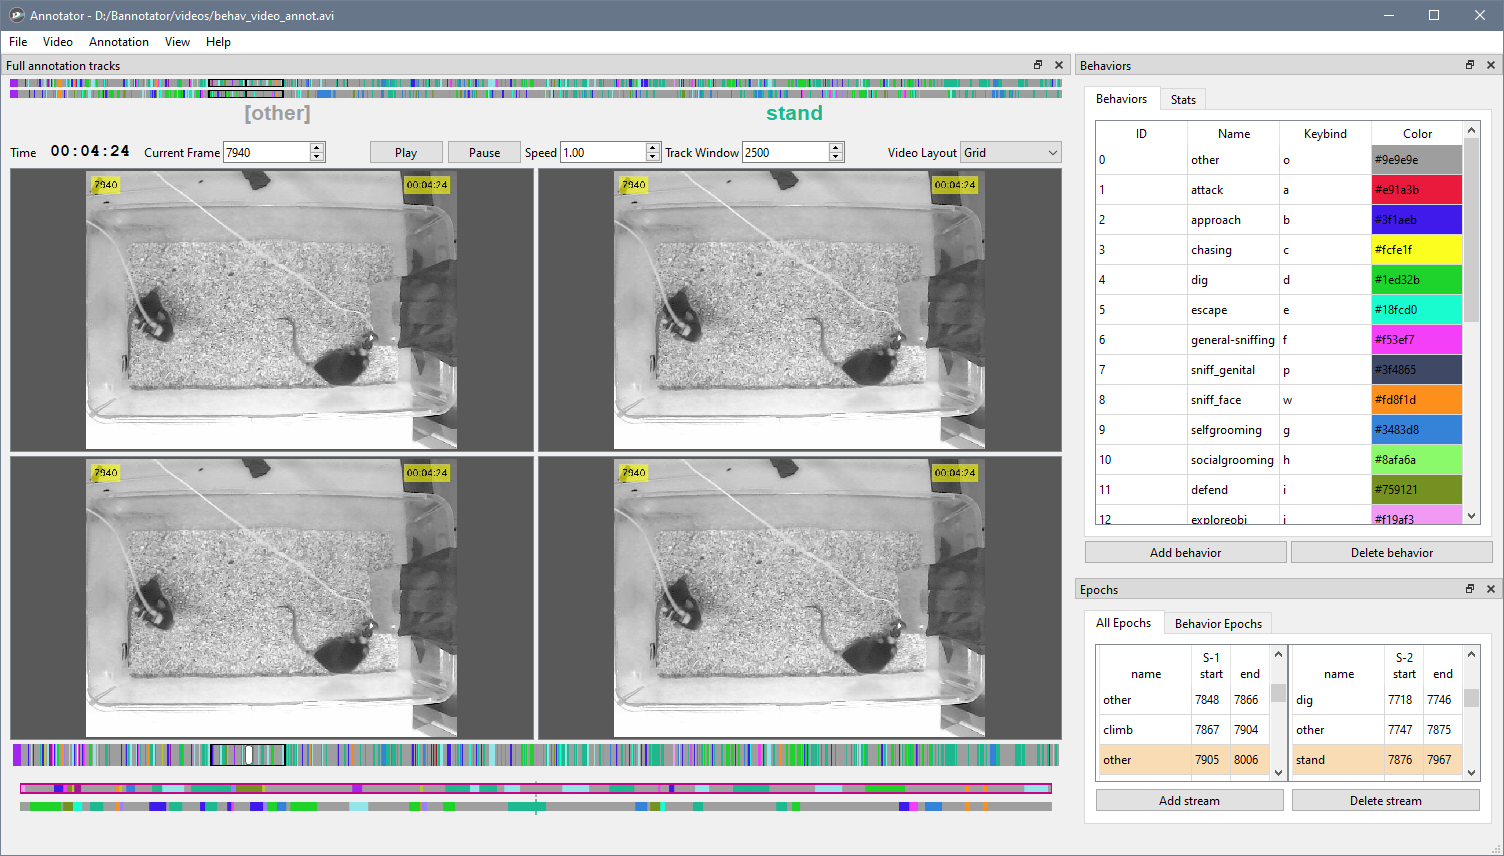 Annotator - D:/Bannotator/videos/behav_video_annot.avi
File Video Annotation View Help
Full annotation tracks
[other] stand
Time 00:04:24 Current Frame 7940 Play Pause Speed 1.00 Track Window 2500 Video Layout Grid
7940 00:04:24 7940 00:04:24
7940 00:04:24 7940 00:04:24
Behaviors
Behaviors Stats
ID Name Keybind Color
0 other o #9e9e9e
1 attack a #e91a3b
2 approach b #3f1aeb
3 chasing c #fcfe1f
4 dig d #1ed32b
5 escape e #18fcd0
6 general-sniffing f #f53ef7
7 sniff_genital p #3f4865
8 sniff_face w #fd8f1d
9 selfgrooming g #3483d8
10 socialgrooming h #8afa6a
11 defend i #759121
12 exploreobj j #f19af3
Add behavior Delete behavior
Epochs
All Epochs Behavior Epochs
S-1 S-2
name start end name start end
other 7848 7866 dig 7718 7746
climb 7867 7904 other 7747 7875
other 7905 8006 stand 7876 7967
Add stream Delete stream